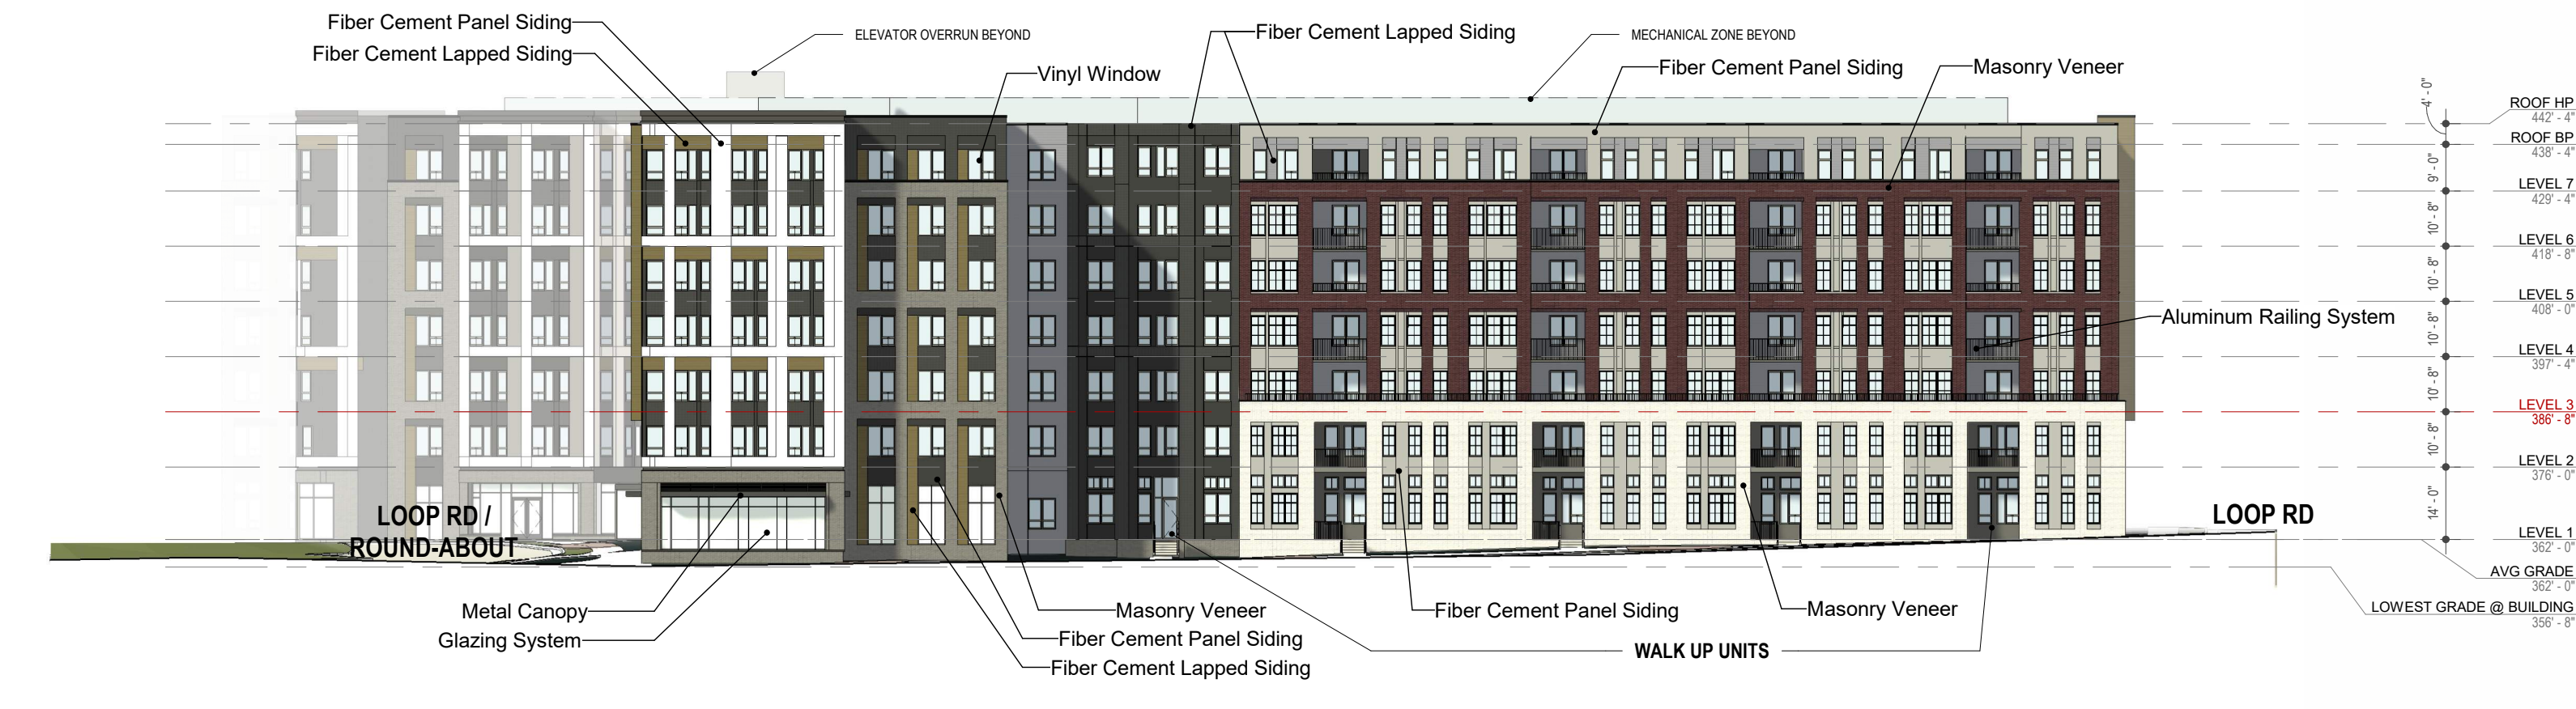 Fiber Cement Panel Siding
Fiber Cement Lapped Siding
ELEVATOR OVERRUN BEYOND
Vinyl Window
Fiber Cement Lapped Siding
MECHANICAL ZONE BEYOND
Fiber Cement Panel Siding
Masonry Veneer
4' - 0"
ROOF HP
442' - 4"
ROOF BP
438' - 4"
9' - 0"
LEVEL 7
429' - 4"
10' - 8"
LEVEL 6
418' - 8"
10' - 8"
LEVEL 5
408' - 0"
Aluminum Railing System
10' - 8"
LEVEL 4
397' - 4"
10' - 8"
LEVEL 3
386' - 8"
10' - 8"
LEVEL 2
376' - 0"
14' - 0"
LOOP RD /
ROUND-ABOUT
LOOP RD
LEVEL 1
362' - 0"
AVG GRADE
362' - 0"
LOWEST GRADE @ BUILDING
356' - 8"
Metal Canopy
Glazing System
Masonry Veneer
Fiber Cement Panel Siding
Fiber Cement Lapped Siding
Fiber Cement Panel Siding
Masonry Veneer
WALK UP UNITS